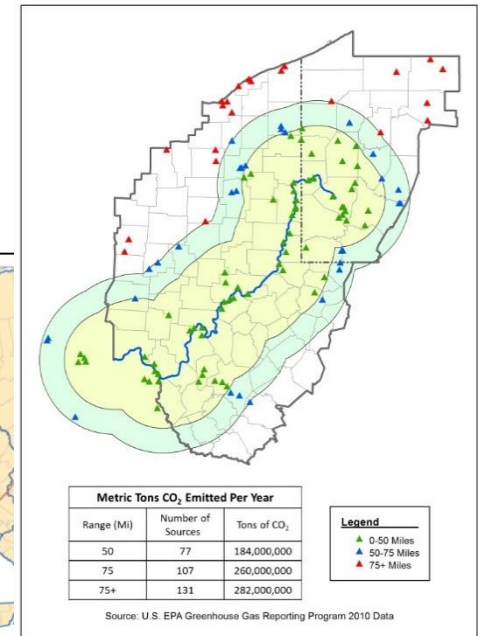 Metric Tons CO₂ Emitted Per Year
Range (Mi) Number of Sources Tons of CO₂
50 77 184,000,000
75 107 260,000,000
75+ 131 282,000,000
Legend
0-50 Miles
50-75 Miles
75+ Miles
Source: U.S. EPA Greenhouse Gas Reporting Program 2010 Data